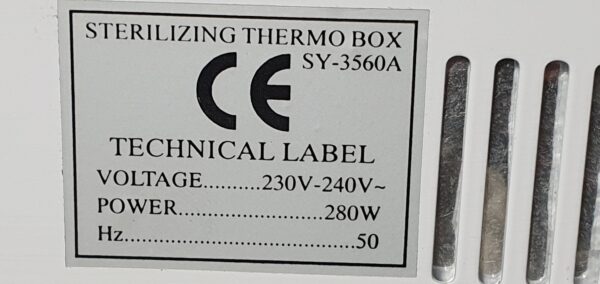 STERILIZING THERMO BOX
CE SY-3560A
TECHNICAL LABEL
VOLTAGE..........230V-240V~
POWER.........................280W
Hz.......................................50